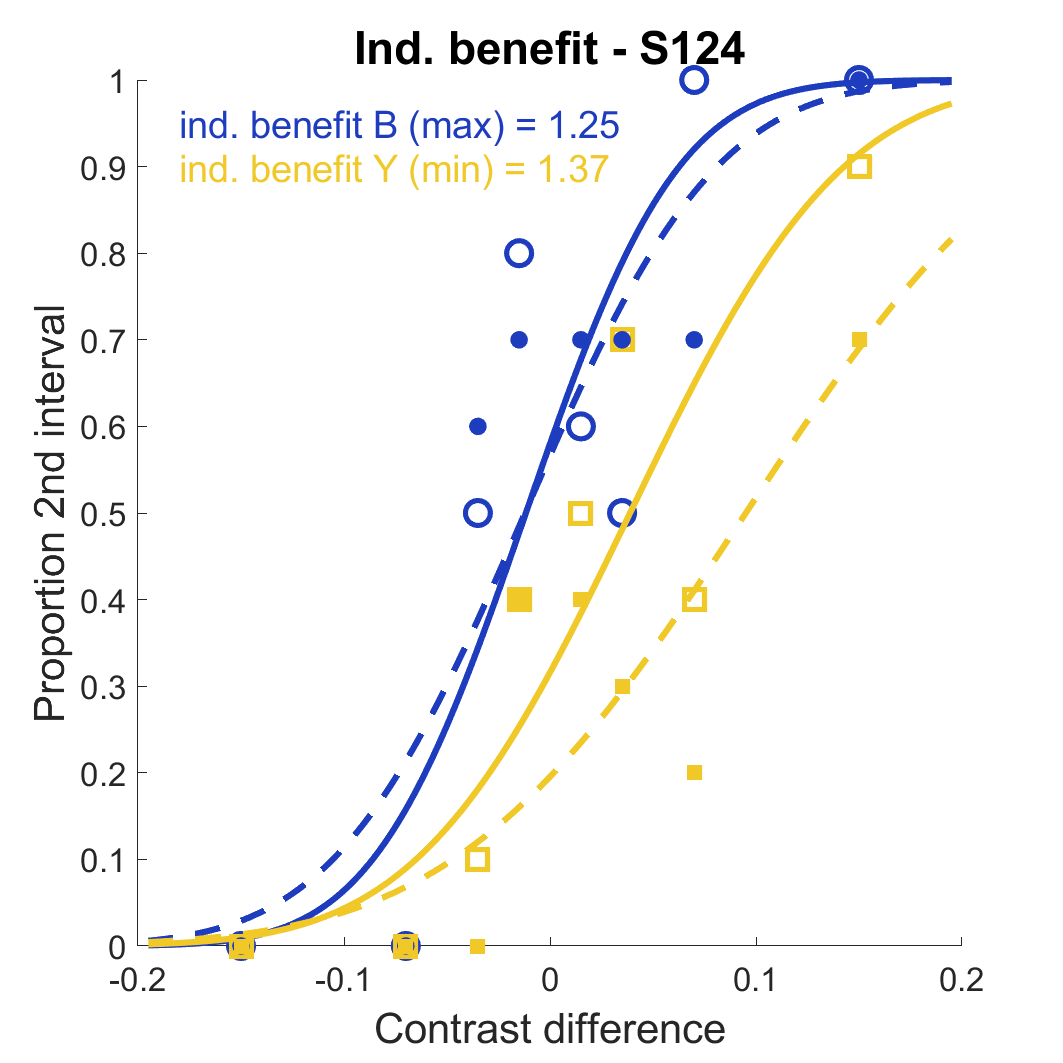 Ind. benefit - S124
ind. benefit B (max) = 1.25
ind. benefit Y (min) = 1.37
Proportion 2nd interval
1
0.9
0.8
0.7
0.6
0.5
0.4
0.3
0.2
0.1
0
-0.2 -0.1 0 0.1 0.2
Contrast difference